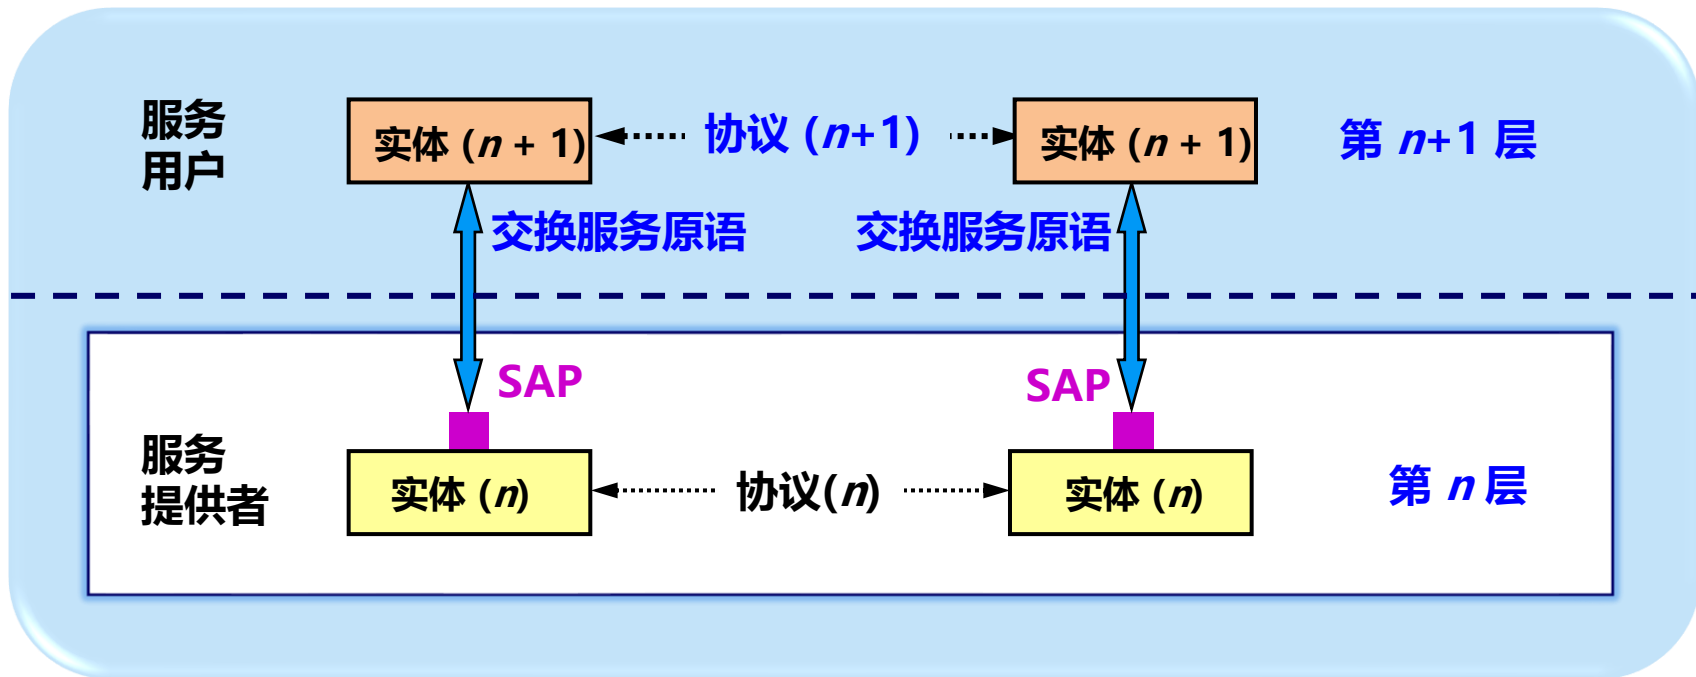 服务
用户
实体 (n + 1)
协议 (n+1)
实体 (n + 1)
第 n+1 层
交换服务原语
交换服务原语
SAP
SAP
服务
提供者
实体 (n)
协议(n)
实体 (n)
第 n 层